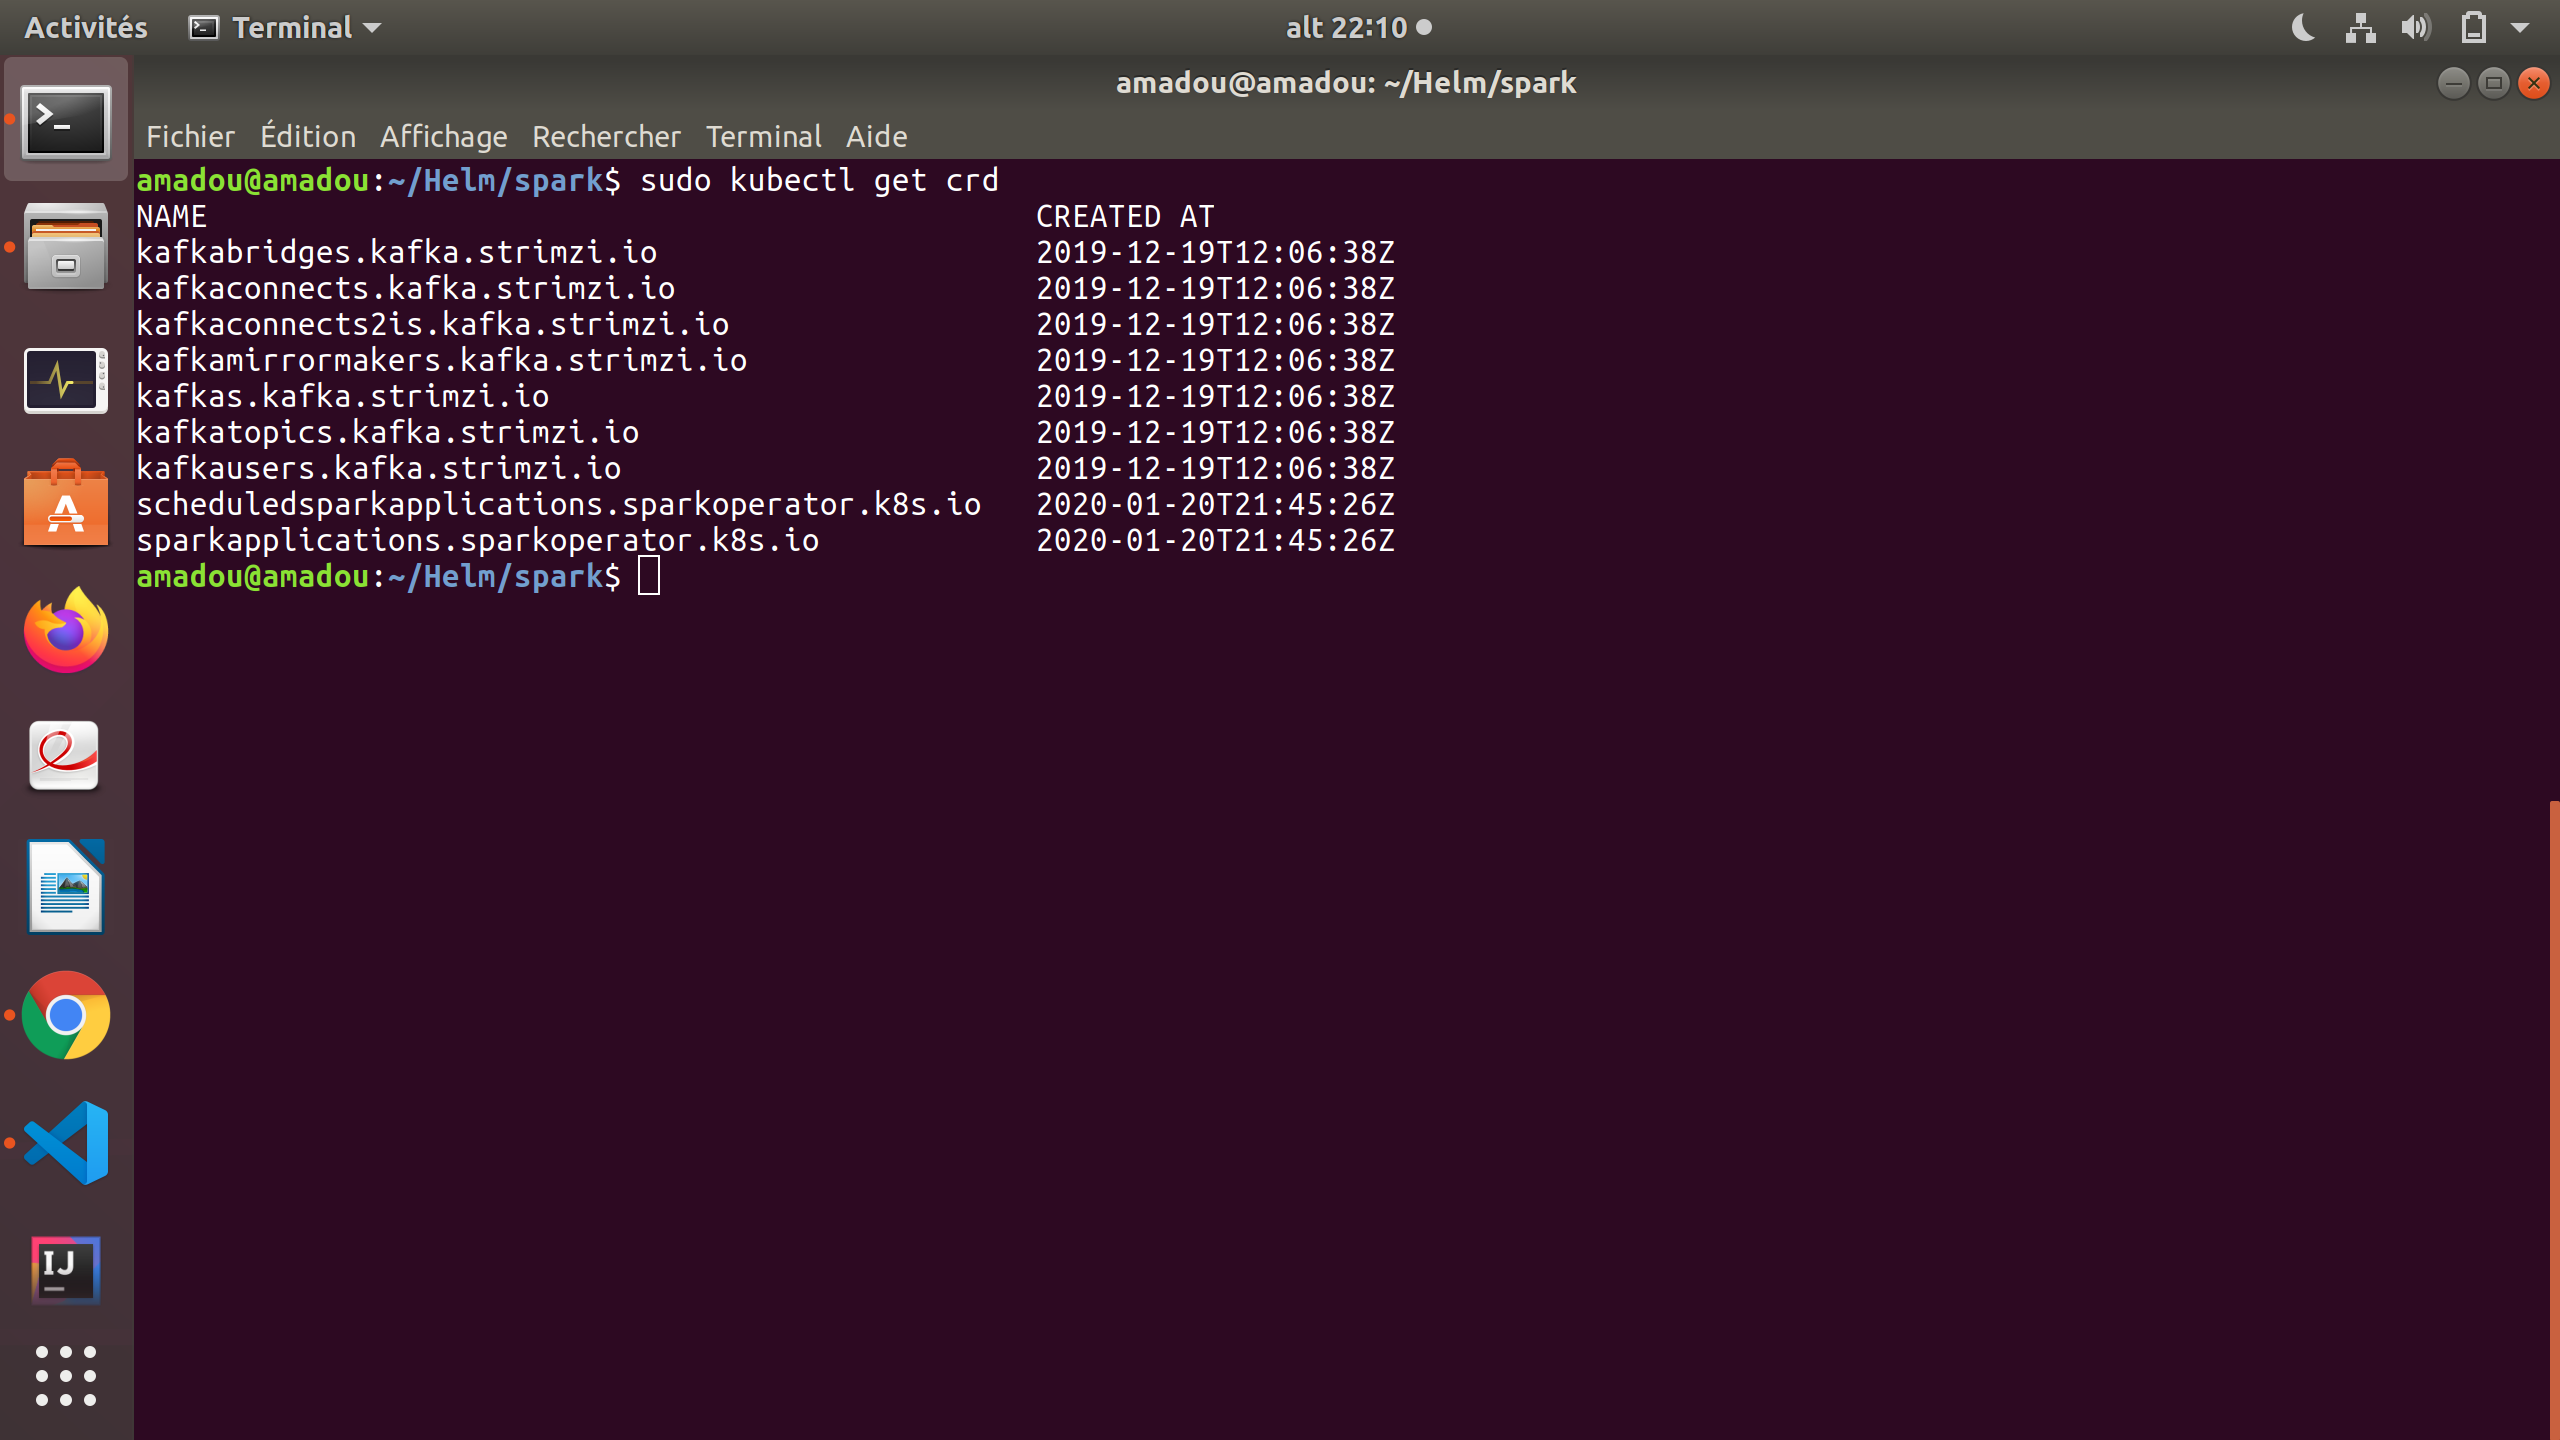 Activités Terminal alt 22:10
amadou@amadou: ~/Helm/spark
Fichier Édition Affichage Rechercher Terminal Aide
amadou@amadou:~/Helm/spark$ sudo kubectl get crd
NAME CREATED AT
kafkabridges.kafka.strimzi.io 2019-12-19T12:06:38Z
kafkaconnects.kafka.strimzi.io 2019-12-19T12:06:38Z
kafkaconnects2is.kafka.strimzi.io 2019-12-19T12:06:38Z
kafkamirrormakers.kafka.strimzi.io 2019-12-19T12:06:38Z
kafkas.kafka.strimzi.io 2019-12-19T12:06:38Z
kafkatopics.kafka.strimzi.io 2019-12-19T12:06:38Z
kafkausers.kafka.strimzi.io 2019-12-19T12:06:38Z
scheduledsparkapplications.sparkoperator.k8s.io 2020-01-20T21:45:26Z
sparkapplications.sparkoperator.k8s.io 2020-01-20T21:45:26Z
amadou@amadou:~/Helm/spark$
IJ